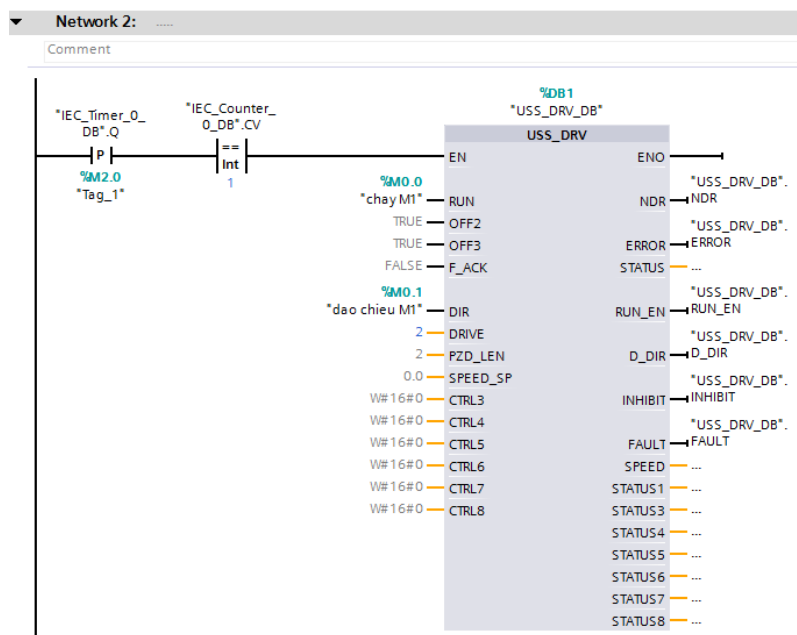 Network 2: .....
Comment
%DB1
"USS_DRV_DB"
"IEC_Timer_0_
DB".Q
"IEC_Counter_
0_DB".CV
USS_DRV
P
==
Int
EN
ENO
%M2.0
"Tag_1"
1
%M0.0
"chay M1"
RUN
NDR
"USS_DRV_DB".
NDR
TRUE
OFF2
TRUE
OFF3
ERROR
"USS_DRV_DB".
ERROR
FALSE
F_ACK
STATUS
...
%M0.1
"dao chieu M1"
DIR
RUN_EN
"USS_DRV_DB".
RUN_EN
2
DRIVE
2
PZD_LEN
D_DIR
"USS_DRV_DB".
D_DIR
0.0
SPEED_SP
W#16#0
CTRL3
INHIBIT
"USS_DRV_DB".
INHIBIT
W#16#0
CTRL4
W#16#0
CTRL5
FAULT
"USS_DRV_DB".
FAULT
W#16#0
CTRL6
SPEED
...
W#16#0
CTRL7
STATUS1
...
W#16#0
CTRL8
STATUS3
...
STATUS4
...
STATUS5
...
STATUS6
...
STATUS7
...
STATUS8
...